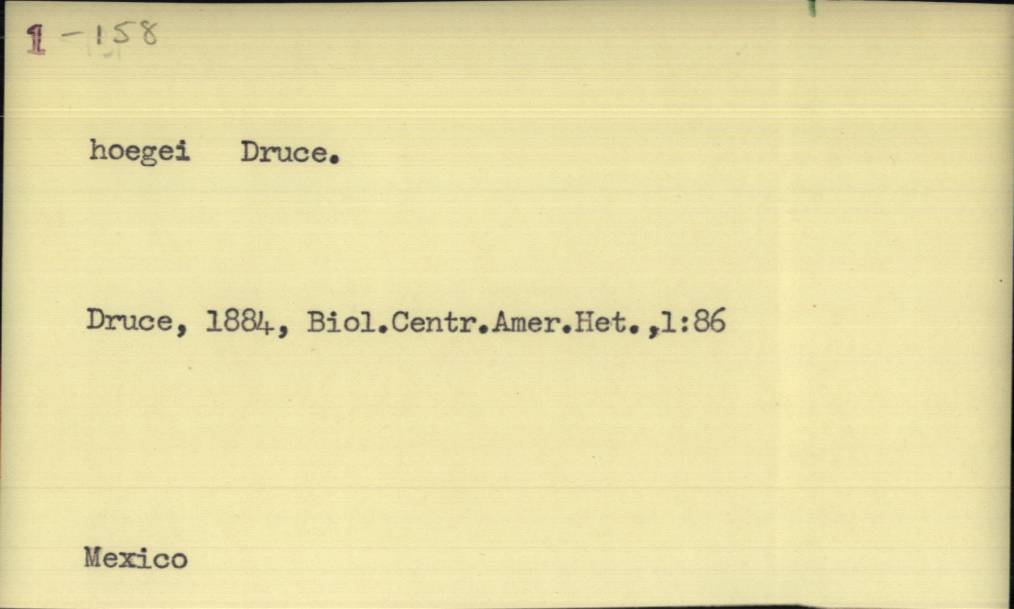 1 - 158
hoegei Druce.
Druce, 1884, Biol.Centr.Amer.Het.,1:86
Mexico